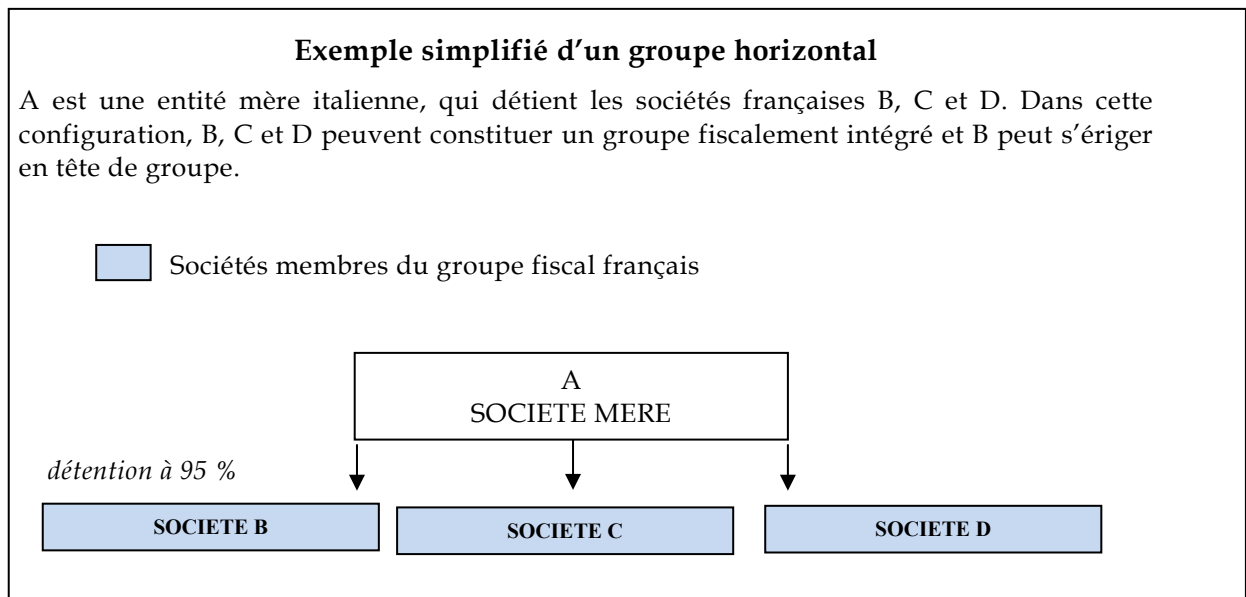 Exemple simplifié d’un groupe horizontal
A est une entité mère italienne, qui détient les sociétés françaises B, C et D. Dans cette
configuration, B, C et D peuvent constituer un groupe fiscalement intégré et B peut s’ériger
en tête de groupe.
Sociétés membres du groupe fiscal français
A
SOCIETE MERE
détention à 95 %
SOCIETE B
SOCIETE C
SOCIETE D